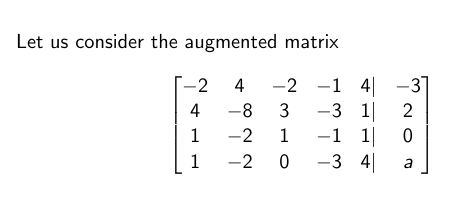 Let us consider the augmented matrix
−2 4 −2 −1 4| −3
4 −8 3 −3 1| 2
1 −2 1 −1 1| 0
1 −2 0 −3 4| a